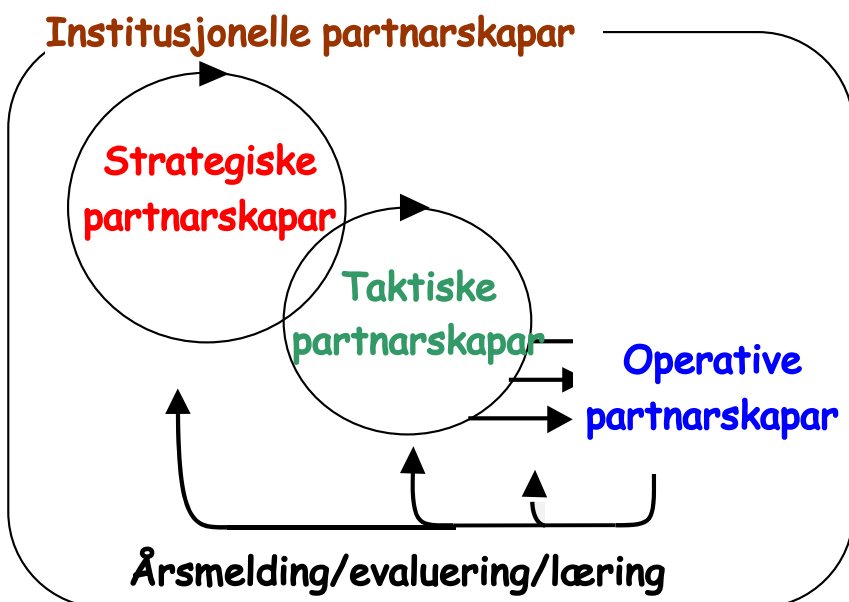 Institusjonelle partnarskapar
Strategiske
partnarskapar
Taktiske
partnarskapar
Operative
partnarskapar
Årsmelding/evaluering/læring